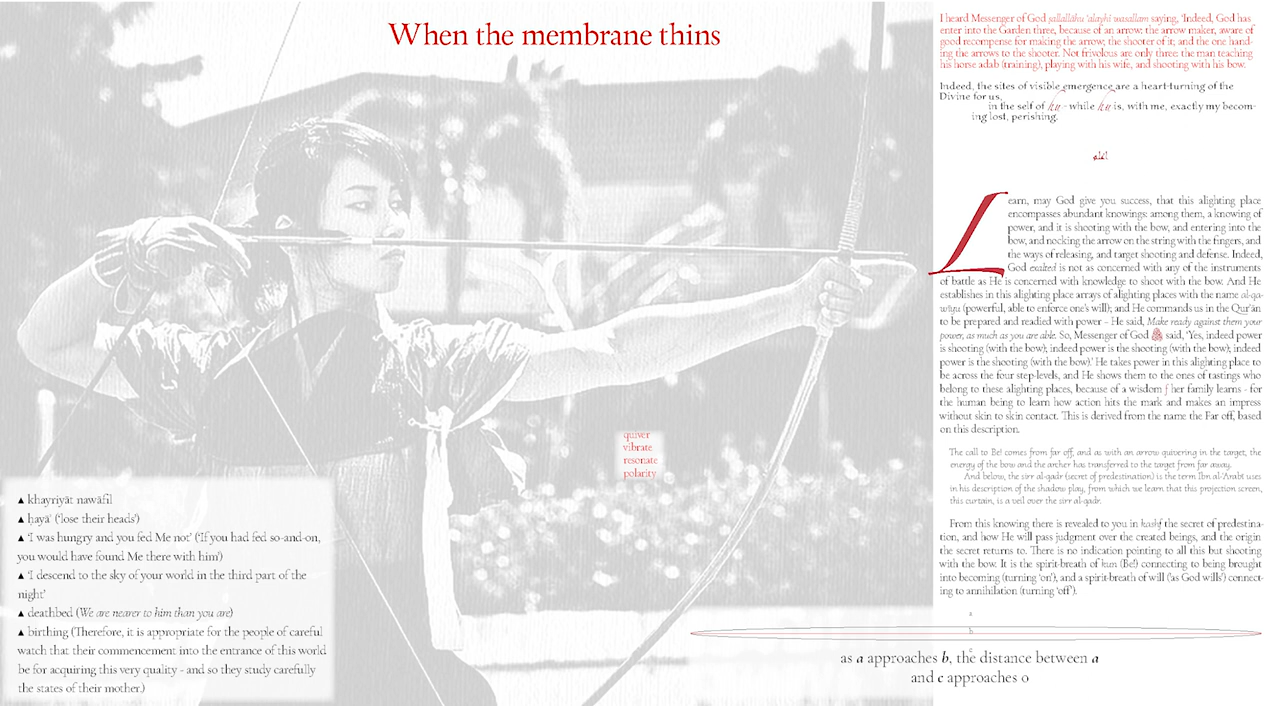 When the membrane thins
I heard Messenger of God sallallāhu 'alayhi wasallam saying, 'Indeed, God has
enter into the Garden three, because of an arrow: the arrow maker, aware of
good recompense for making the arrow; the shooter of it; and the one hand-
ing the arrows to the shooter. Not frivolous are only three: the man teaching
his horse adab (training), playing with his wife, and shooting with his bow.
Indeed, the sites of visible emergence are a heart-turning of the
Divine for us,
in the self of hu - while hu is, with me, exactly my becom-
ing lost, perishing.
Learn, may God give you success, that this alighting place
encompasses abundant knowings: among them, a knowing of
power, and it is shooting with the bow, and entering into the
bow, and nocking the arrow on the string with the fingers, and
the ways of releasing, and target shooting and defense. Indeed,
God exalted is not as concerned with any of the instruments
of battle as He is concerned with knowledge to shoot with the bow. And He
establishes in this alighting place arrays of alighting places with the name al-qa-
wīyu (powerful, able to enforce one's will); and He commands us in the Qur'ān
to be prepared and readied with power - He said, Make ready against them your
power, as much as you are able. So, Messenger of God ﷺ said, 'Yes, indeed power
is shooting (with the bow); indeed power is the shooting (with the bow); indeed
power is the shooting (with the bow).' He takes power in this alighting place to
be across the four step-levels, and He shows them to the ones of tastings who
belong to these alighting places, because of a wisdom f her family learns - for
the human being to learn how action hits the mark and makes an impress
without skin to skin contact. This is derived from the name the Far off, based
on this description.
The call to Be! comes from far off, and as with an arrow quivering in the target, the
energy of the bow and the archer has transferred to the target from far away.
And below, the sirr al-qadr (secret of predestination) is the term Ibn al-'Arabī uses
in his description of the shadow play, from which we learn that this projection screen,
this curtain, is a veil over the sirr al-qadr.
From this knowing there is revealed to you in kashf the secret of predestina-
tion, and how He will pass judgment over the created beings, and the origin
the secret returns to. There is no indication pointing to all this but shooting
with the bow. It is the spirit-breath of kun (Be!) connecting to being brought
into becoming (turning 'on'), and a spirit-breath of will ('as God wills') connect-
ing to annihilation (turning 'off').
quiver
vibrate
resonate
polarity
▲ khayriyāt nawāfil
▲ ḥayā' ('lose their heads')
▲ 'I was hungry and you fed Me not' ('If you had fed so-and-on,
you would have found Me there with him')
▲ 'I descend to the sky of your world in the third part of the
night'
▲ deathbed (We are nearer to him than you are)
▲ birthing (Therefore, it is appropriate for the people of careful
watch that their commencement into the entrance of this world
be for acquiring this very quality - and so they study carefully
the states of their mother.)
a
b
c
as a approaches b, the distance between a
and c approaches 0